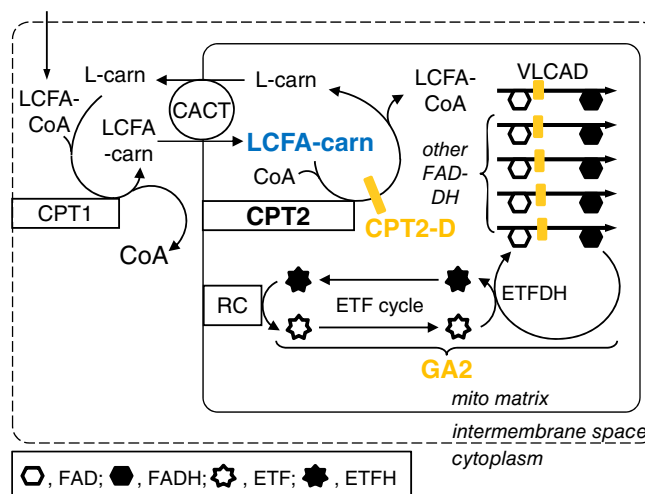 L-carn
L-carn
LCFA-
CoA
VLCAD
LCFA-
CoA
CACT
LCFA
-carn
LCFA-carn
other
FAD-
DH
CoA
CPT1
CPT2
CPT2-D
CoA
RC
ETF cycle
ETFDH
GA2
mito matrix
intermembrane space
cytoplasm
, FAD; , FADH; , ETF; , ETFH